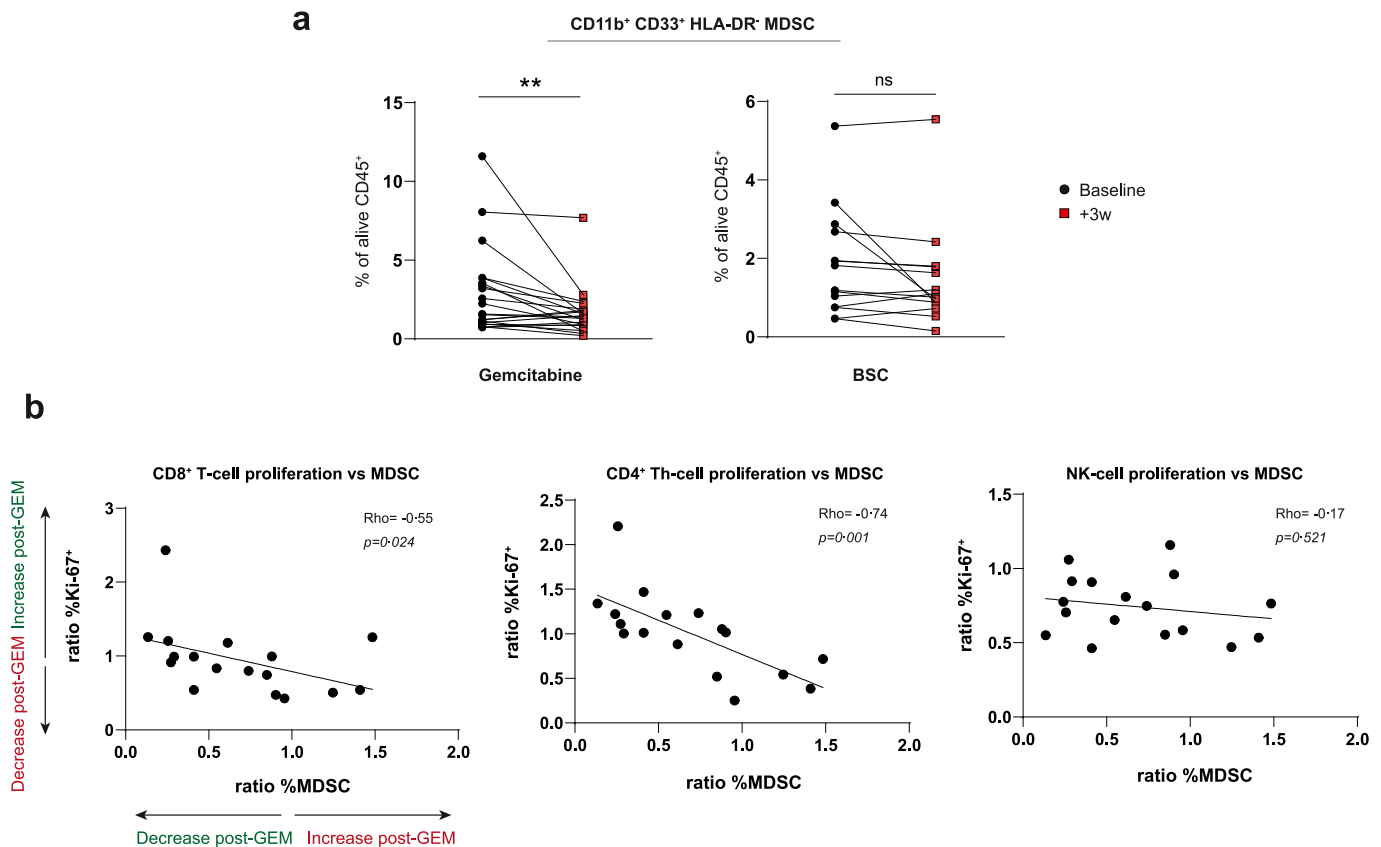 a
CD11b⁺ CD33⁺ HLA-DR⁻ MDSC
**
ns
15
10
5
0
% of alive CD45⁺
Gemcitabine
6
4
2
0
% of alive CD45⁺
BSC
Baseline
+3w
b
CD8⁺ T-cell proliferation vs MDSC
Rho= -0·55
p=0·024
3
2
1
0
ratio %Ki-67⁺
0.0 0.5 1.0 1.5 2.0
ratio %MDSC
Decrease post-GEM Increase post-GEM
Decrease post-GEM Increase post-GEM
CD4⁺ Th-cell proliferation vs MDSC
Rho= -0·74
p=0·001
2.5
2.0
1.5
1.0
0.5
0.0
ratio %Ki-67⁺
0.0 0.5 1.0 1.5 2.0
ratio %MDSC
NK-cell proliferation vs MDSC
Rho= -0·17
p=0·521
1.5
1.0
0.5
0.0
ratio %Ki-67⁺
0.0 0.5 1.0 1.5 2.0
ratio %MDSC